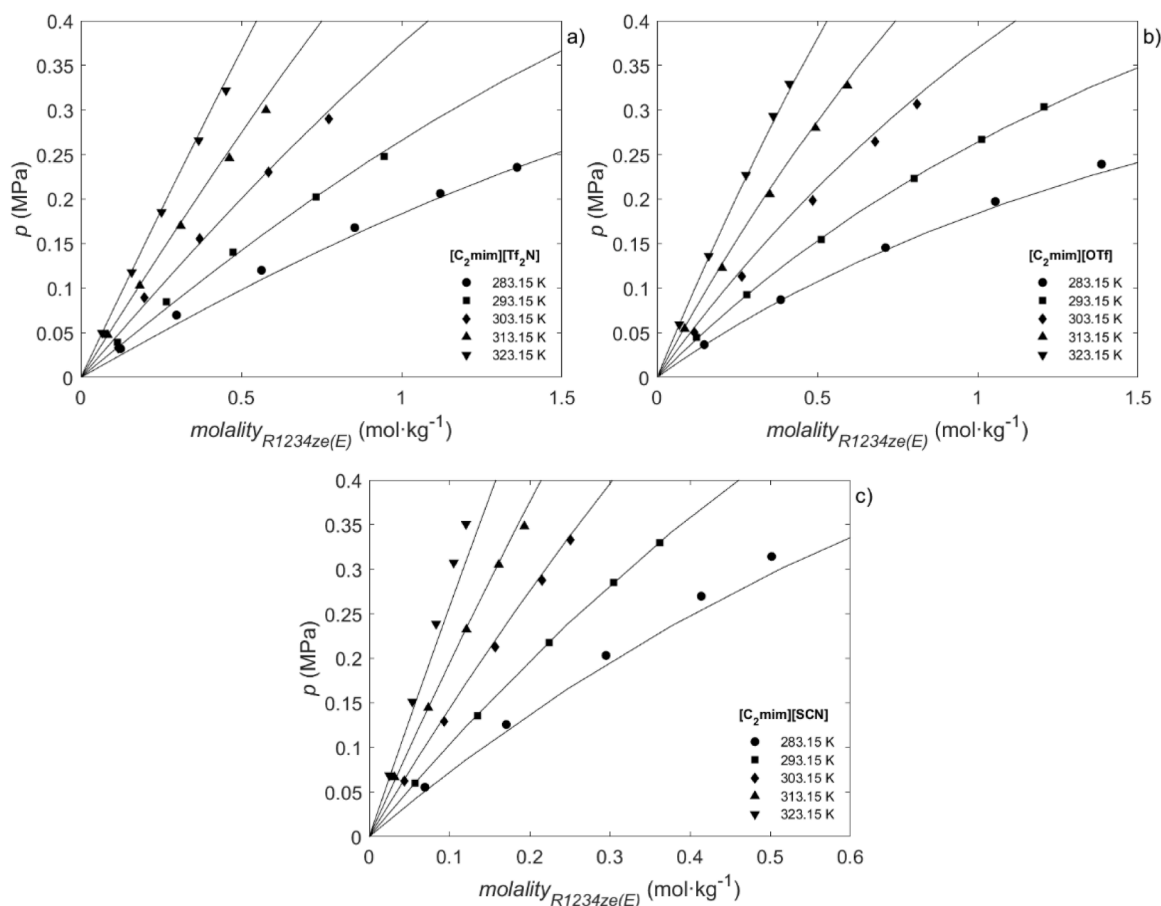 a)
0.4
0.35
0.3
0.25
0.2
0.15
0.1
0.05
0
p (MPa)
[C₂mim][Tf₂N]
283.15 K
293.15 K
303.15 K
313.15 K
323.15 K
0 0.5 1 1.5
molality_R1234ze(E) (mol·kg⁻¹)
b)
0.4
0.35
0.3
0.25
0.2
0.15
0.1
0.05
0
p (MPa)
[C₂mim][OTf]
283.15 K
293.15 K
303.15 K
313.15 K
323.15 K
0 0.5 1 1.5
molality_R1234ze(E) (mol·kg⁻¹)
c)
0.4
0.35
0.3
0.25
0.2
0.15
0.1
0.05
0
p (MPa)
[C₂mim][SCN]
283.15 K
293.15 K
303.15 K
313.15 K
323.15 K
0 0.1 0.2 0.3 0.4 0.5 0.6
molality_R1234ze(E) (mol·kg⁻¹)